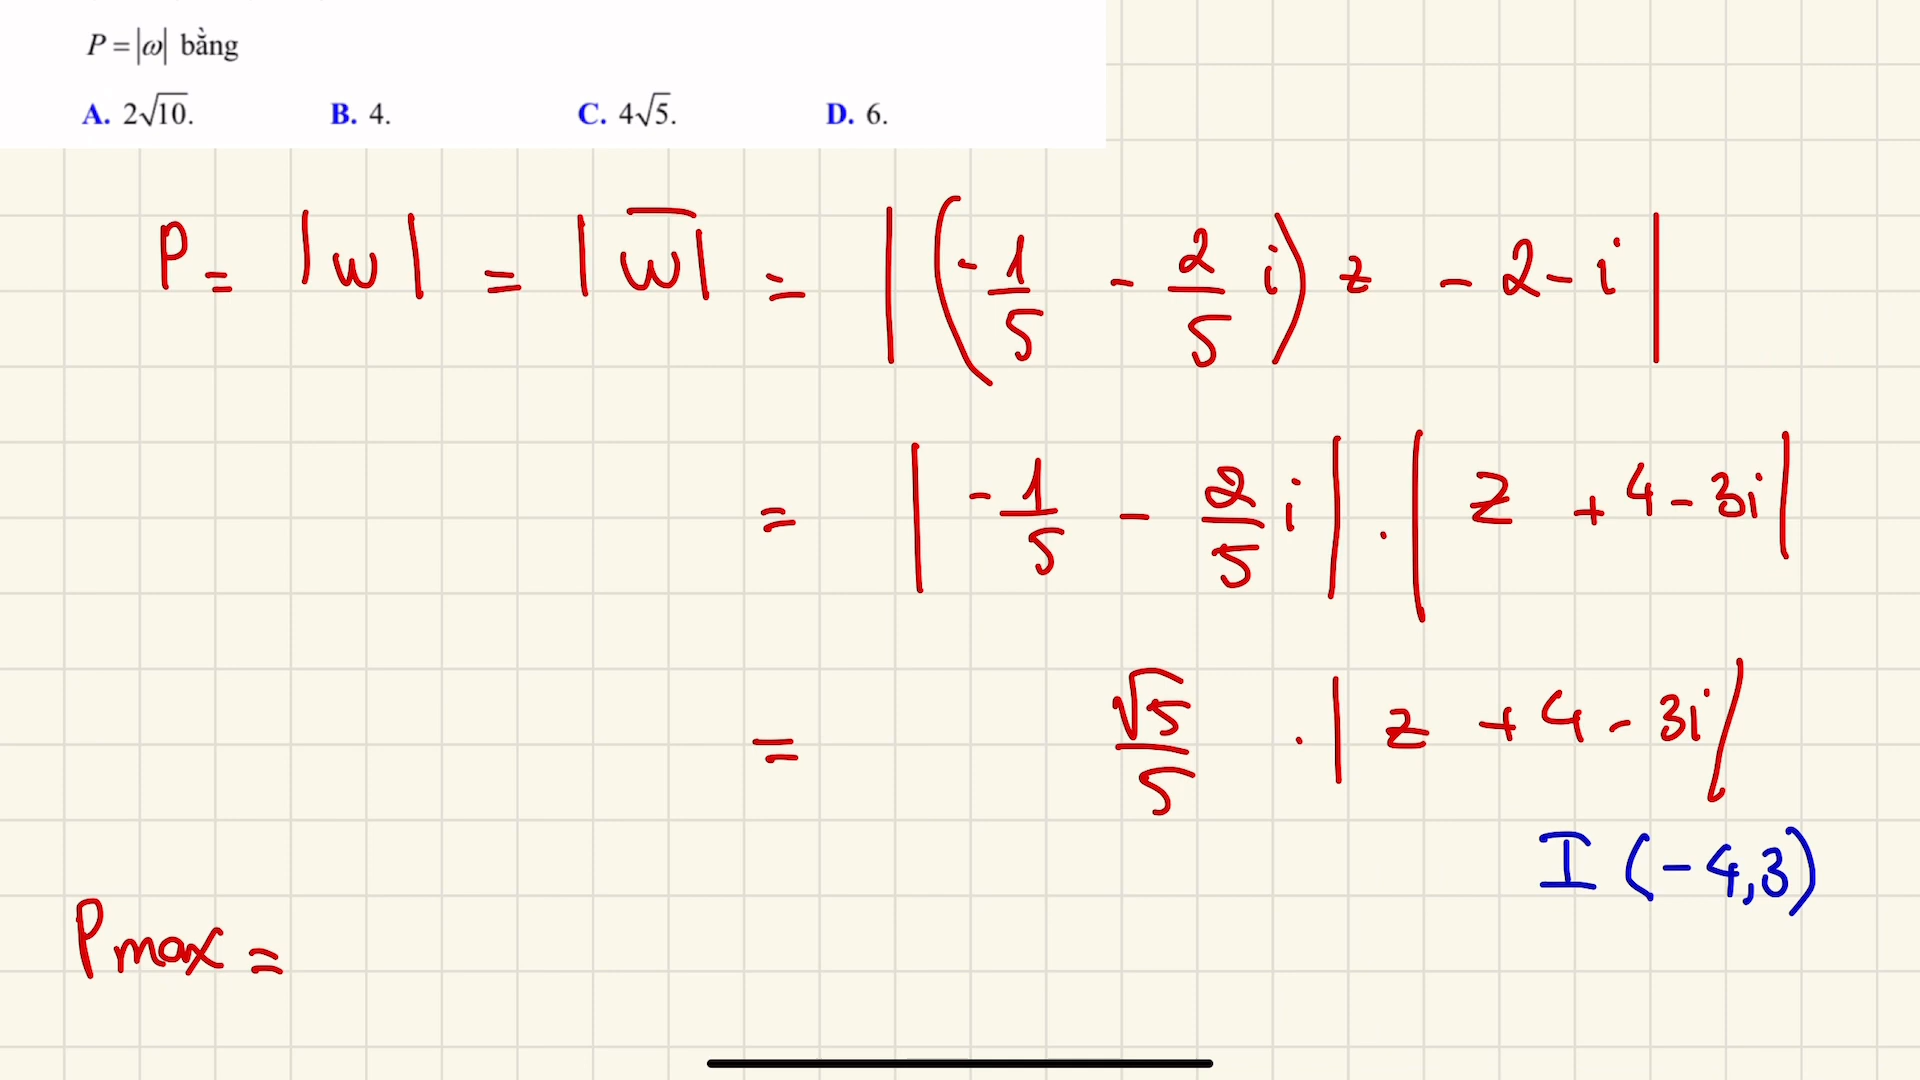 P = |ω| bằng
A. 2√10. B. 4. C. 4√5. D. 6.
P = |w| = |w̅| = |(-1/5 - 2/5 i) z - 2 - i|
= |-1/5 - 2/5 i| . |z + 4 - 3i|
= √5/5 . |z + 4 - 3i|
I (-4,3)
Pmax =